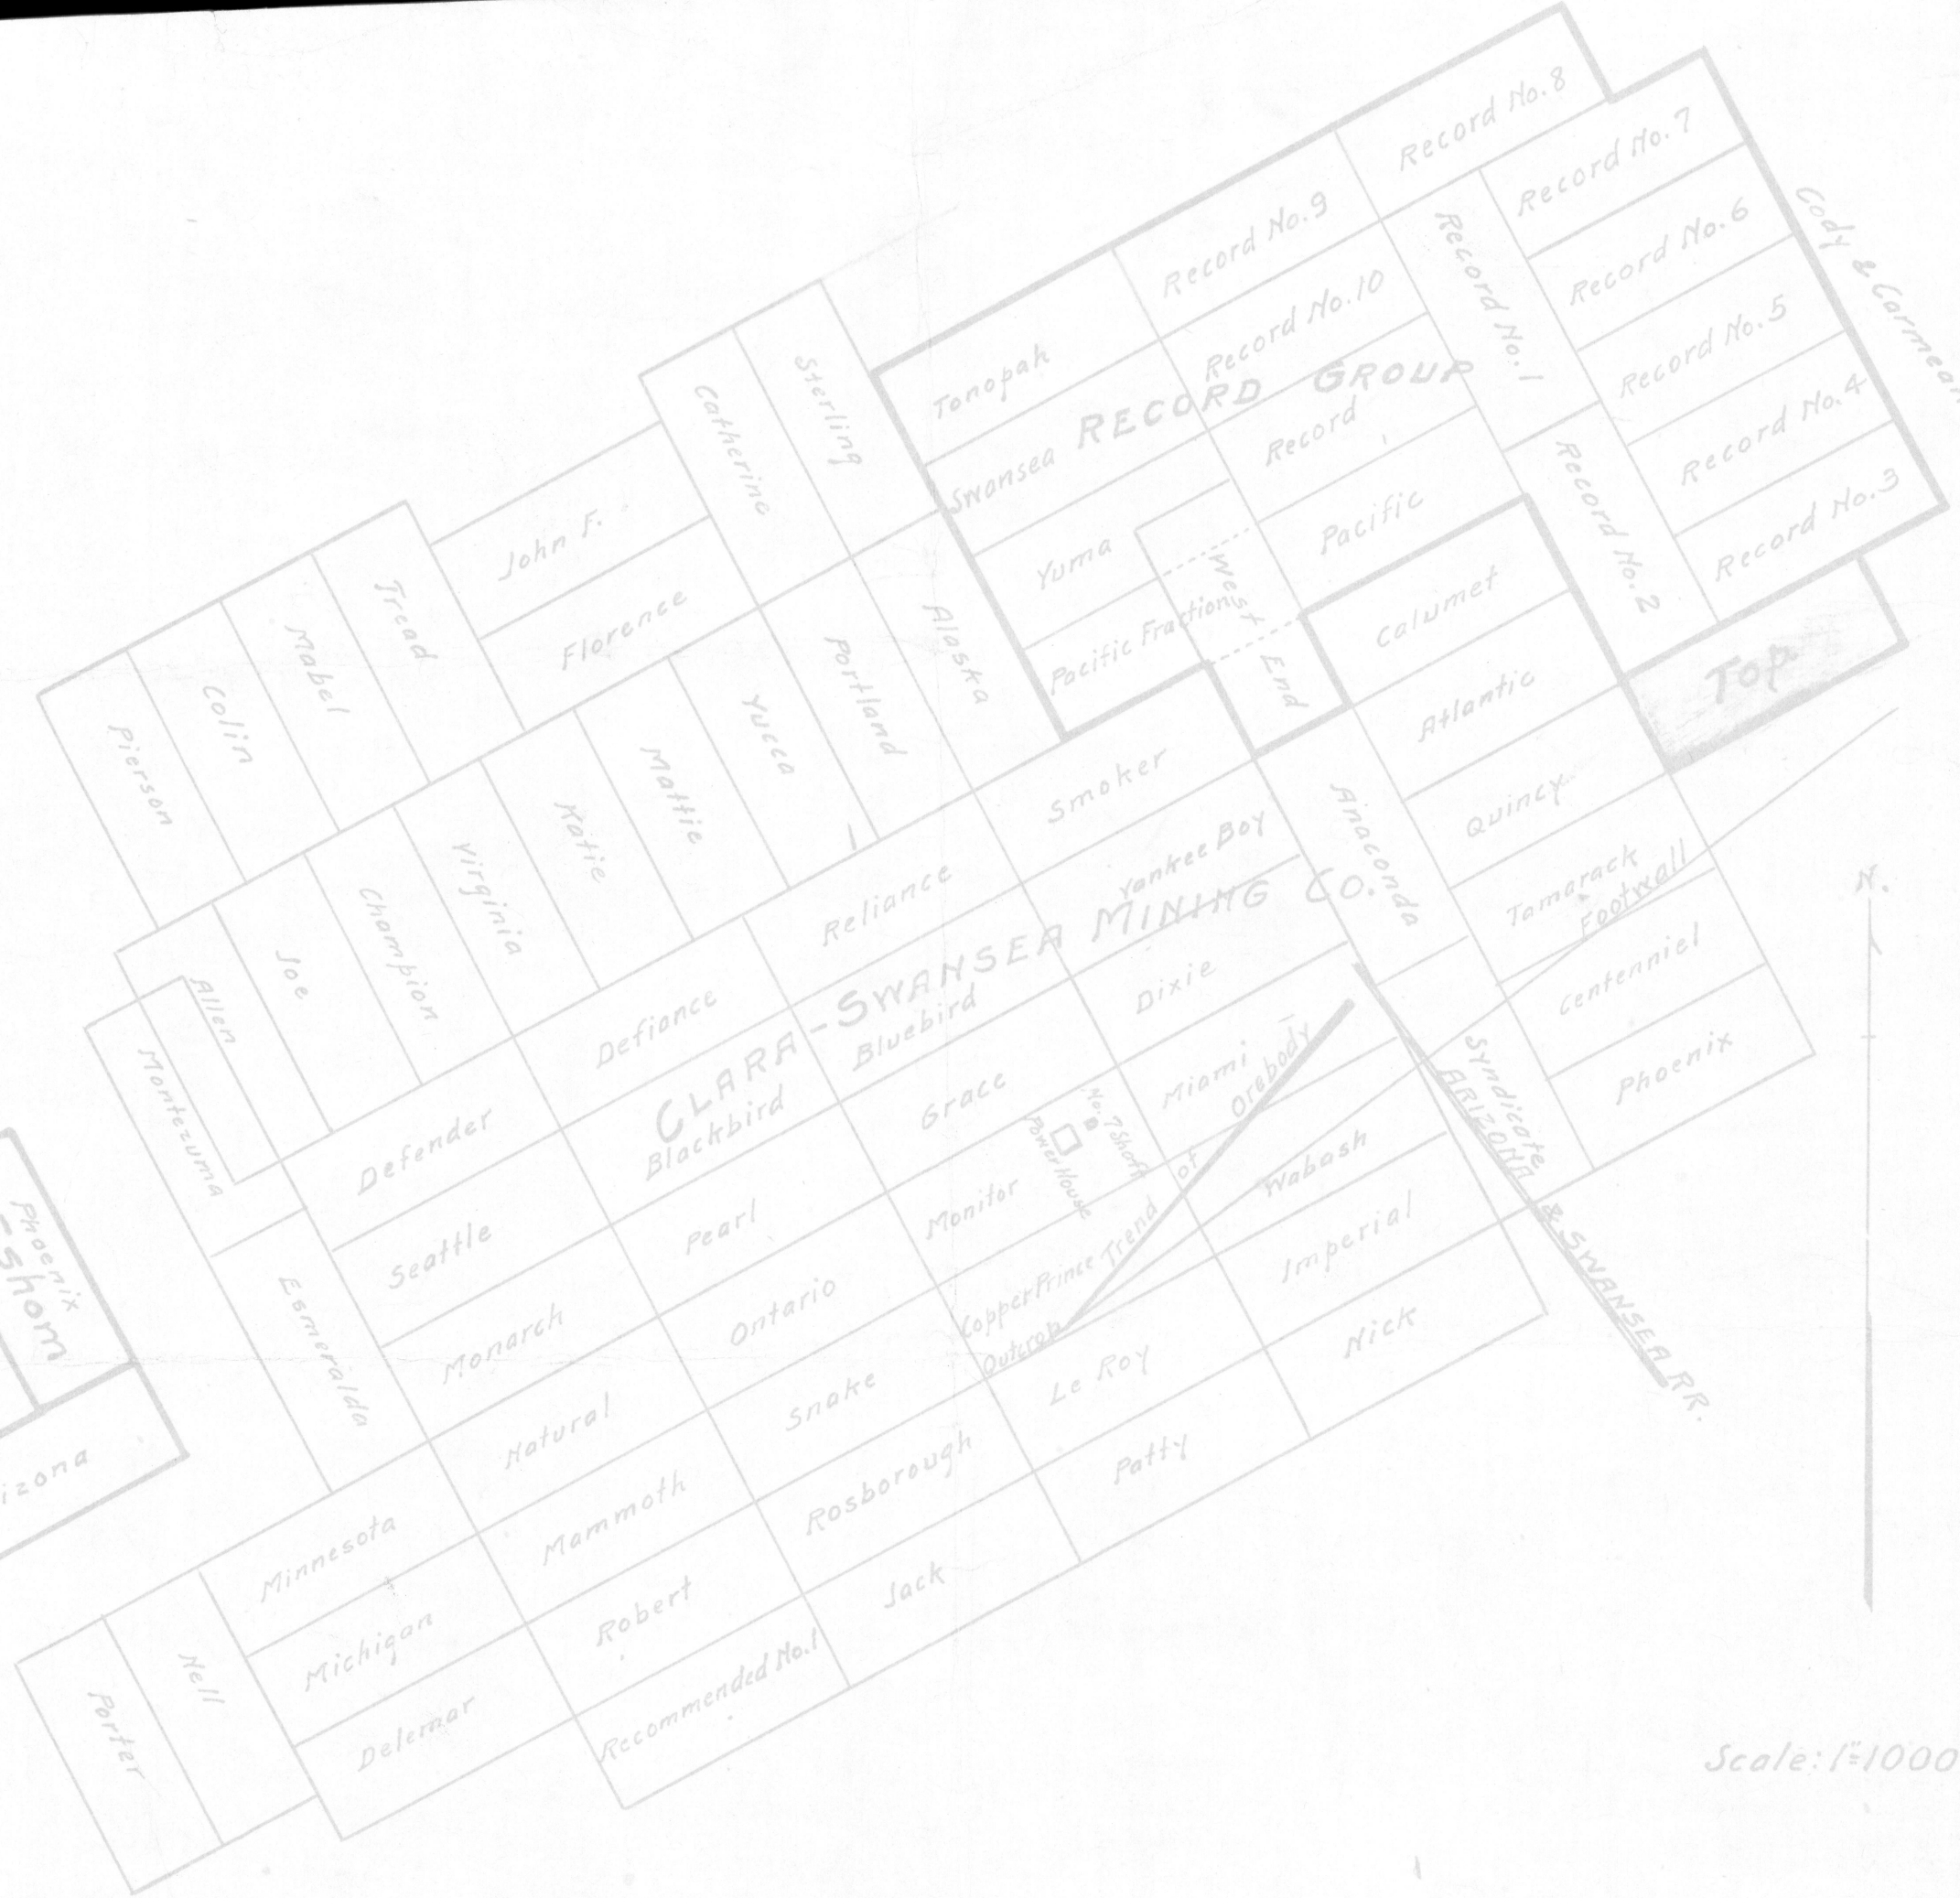 Record No. 8
Record No. 7
Record No. 9
Record No. 6
Cody & Carmean
Record No. 1
Record No. 10
Record No. 5
Tonopah
Sterling
Catherine
RECORD GROUP
Record
Record No. 4
Swansea
Record No. 3
Record No. 2
John F.
Pacific
Yuma
West End
Calumet
Tread
Florence
Pacific Fraction
Alaska
Top
Mabel
Portland
Atlantic
Colin
Yucca
Pierson
Mattie
Smoker
Quincy
Katie
Anaconda
Yankee Boy
Tamarack
Footwall
N.
Virginia
Reliance
Champion
CLARA-SWANSEA MINING CO.
Centenniel
Joe
Dixie
Allen
Defiance
Bluebird
Phoenix
Montezuma
Miami
Syndicate
Grace
No. 7 Shaft
Power House
Blackbird
Defender
Trend of Orebody
Wabash
ARIZONA & SWANSEA RR.
Monitor
Pearl
Seattle
Imperial
Phoenix
-shom
Copper Prince
Ontario
Esmeralda
Outcrop
Monarch
Nick
Le Roy
Snake
Natural
izona
Patty
Rosborough
Mammoth
Minnesota
Jack
Robert
Michigan
Nell
Recommended No. 1
Porter
Delemar
Scale: 1"=1000